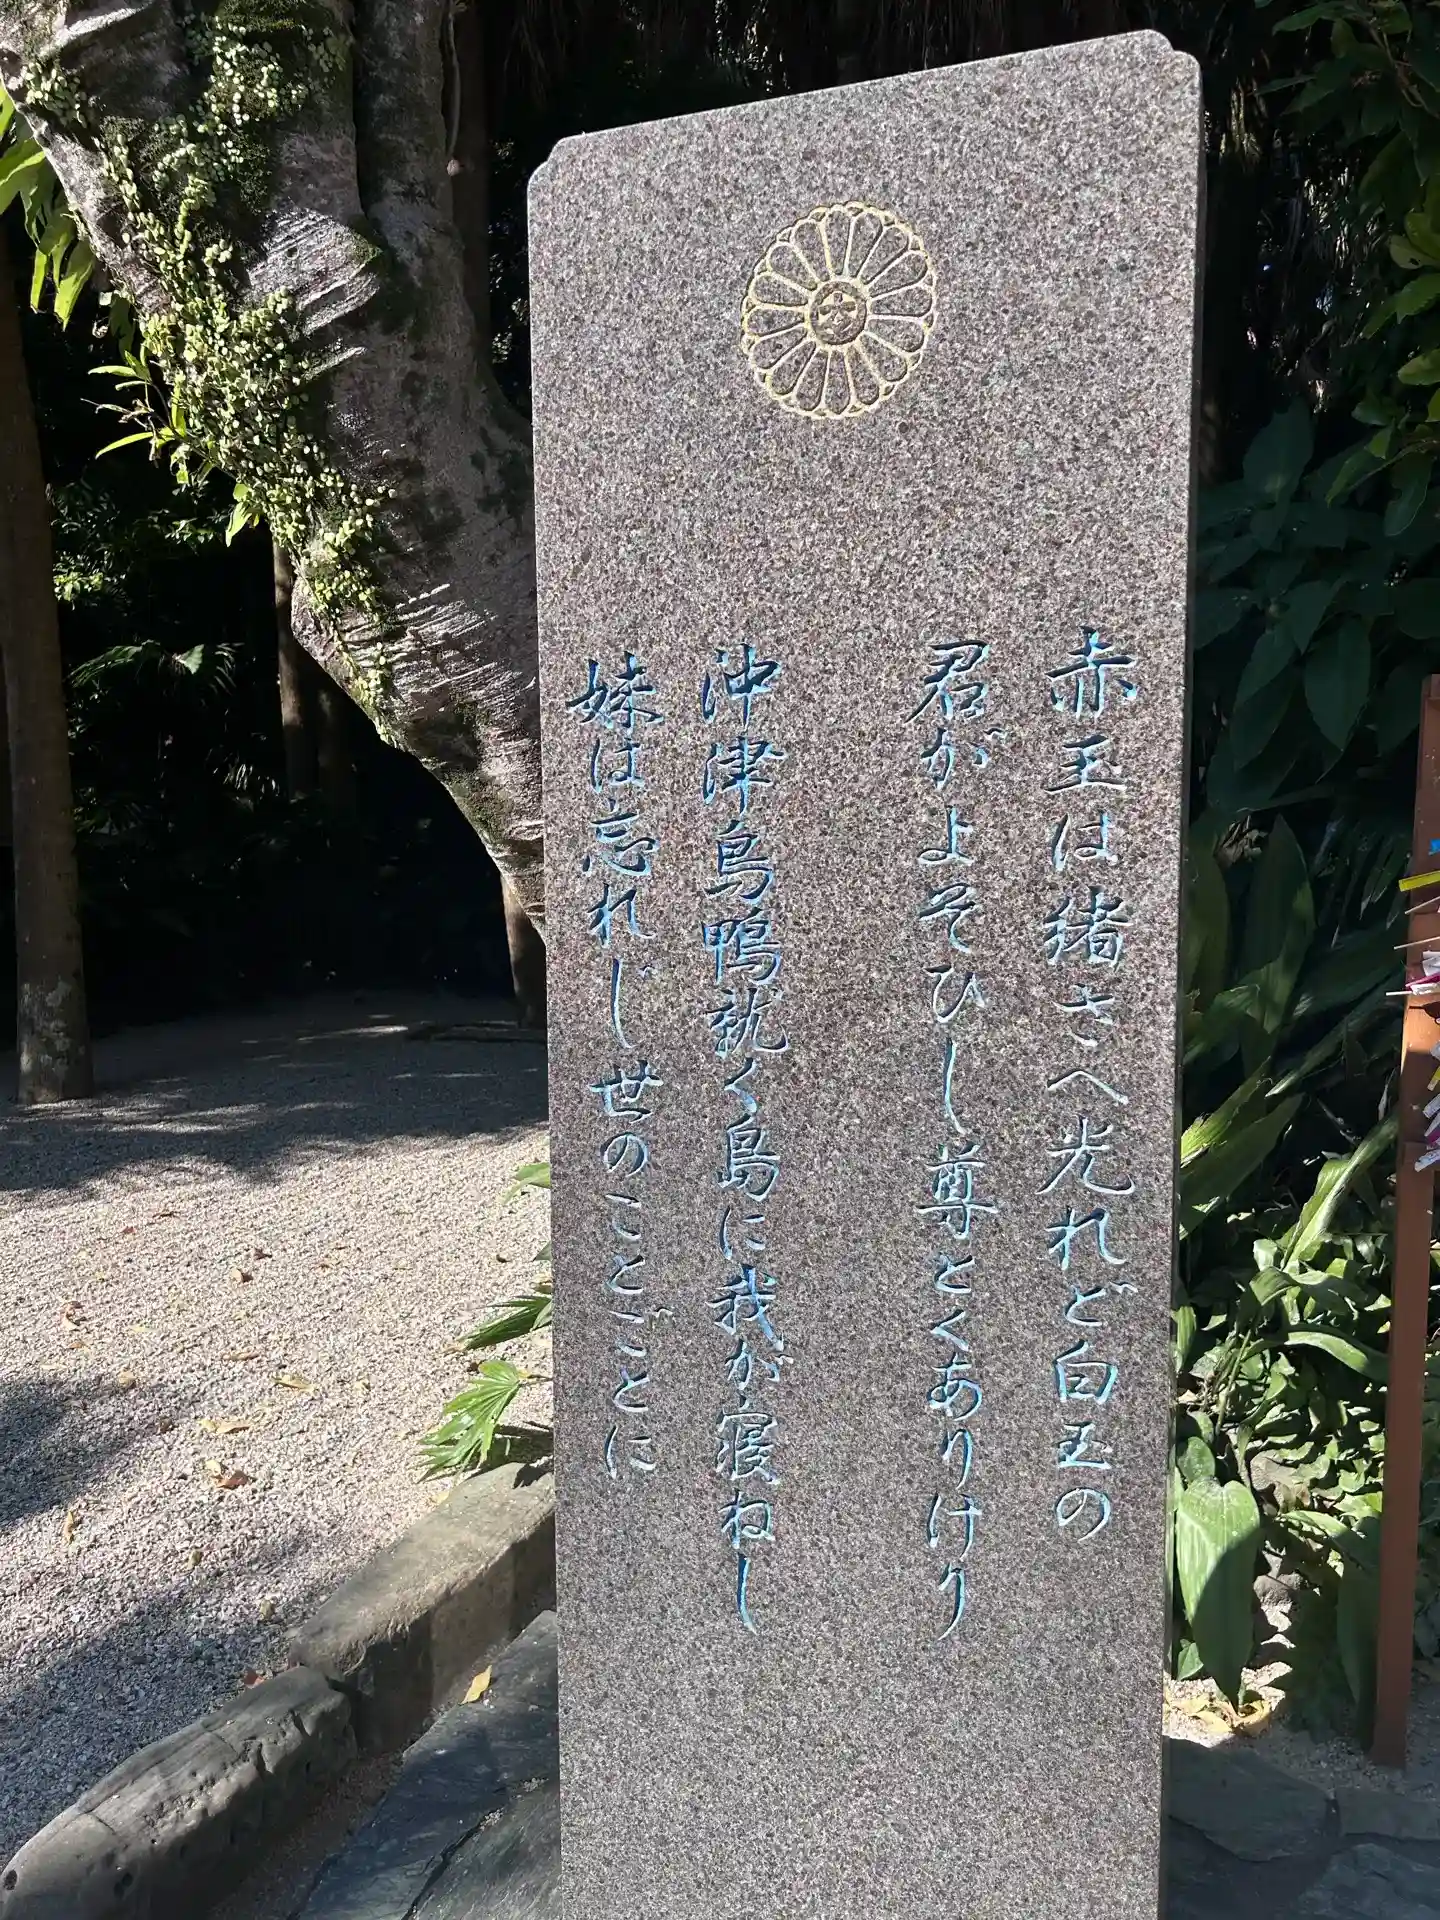 赤玉は緒さへ光れど白玉の
君がよそひし尊とくありけり
沖津鳥鴨就く島に我が寝ねし
妹は忘れじ世のことごとに